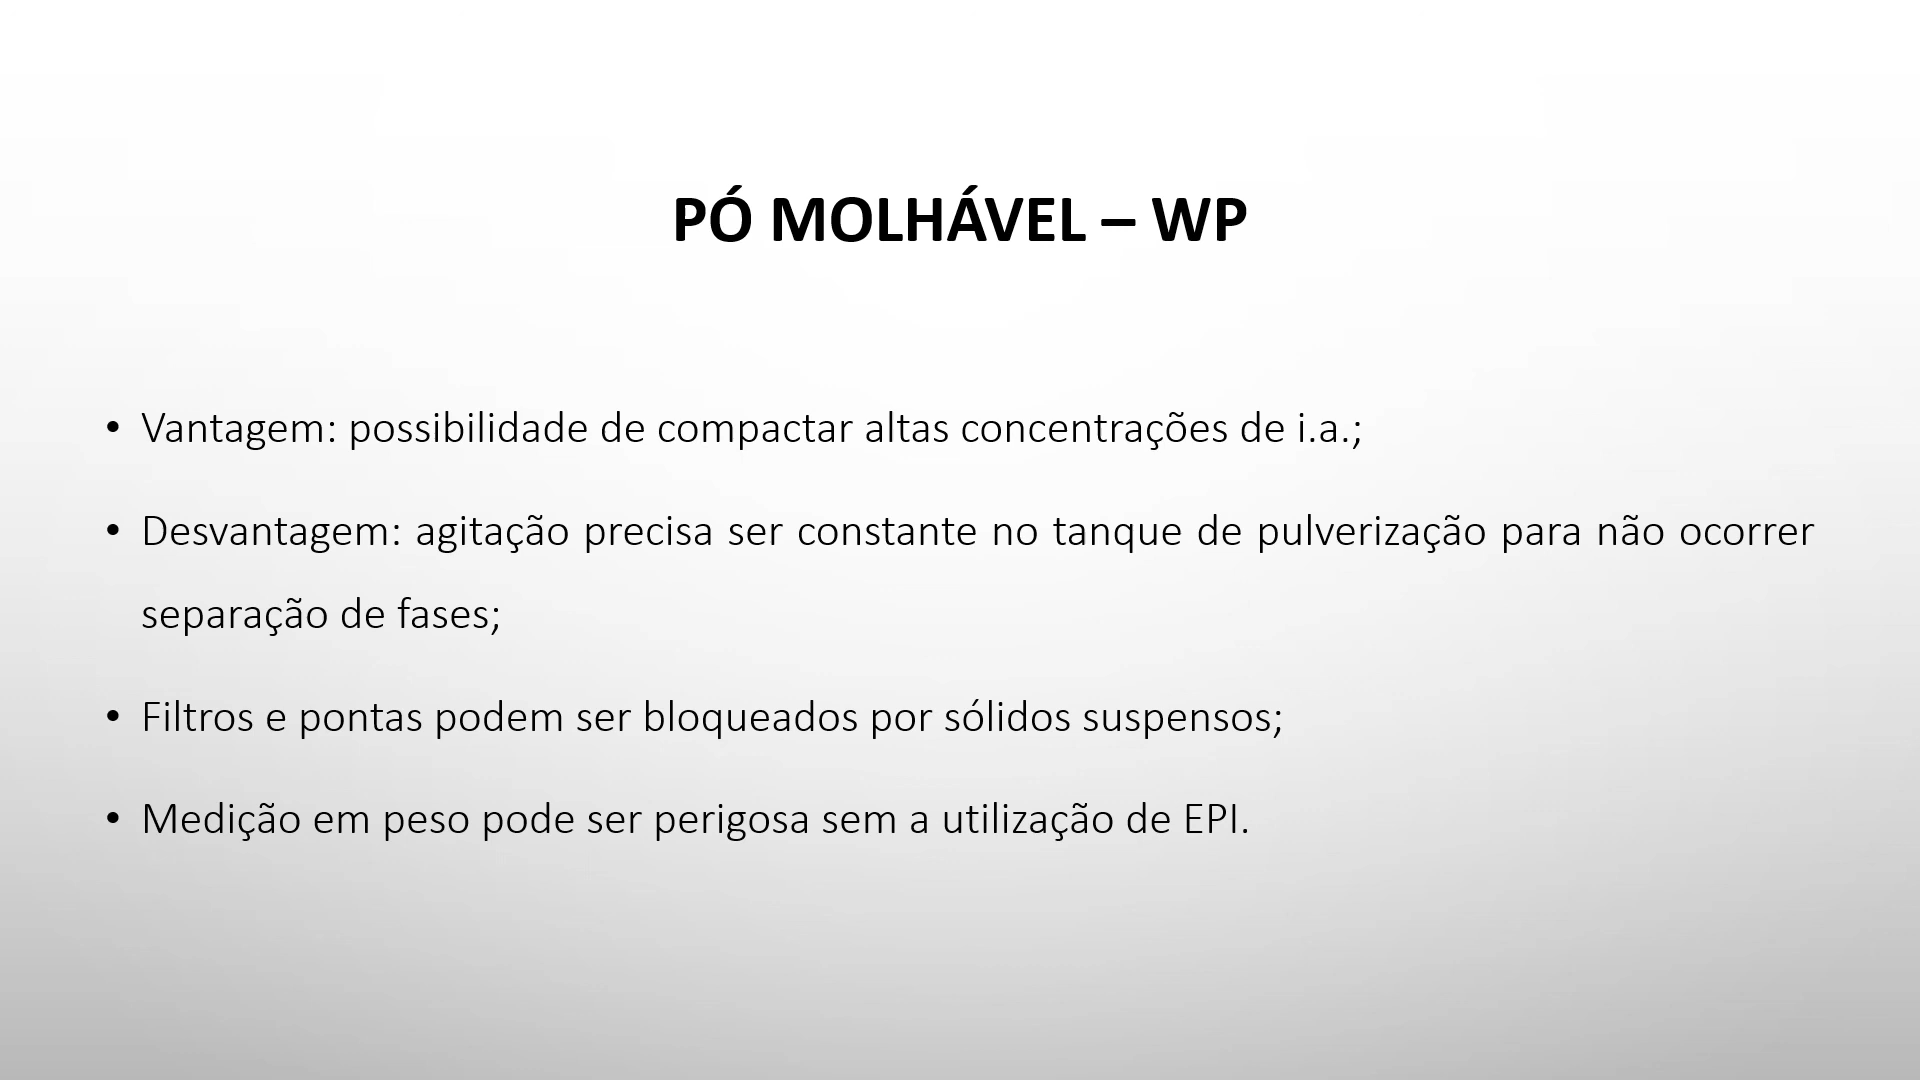 PÓ MOLHÁVEL – WP
• Vantagem: possibilidade de compactar altas concentrações de i.a.;
• Desvantagem: agitação precisa ser constante no tanque de pulverização para não ocorrer
separação de fases;
• Filtros e pontas podem ser bloqueados por sólidos suspensos;
• Medição em peso pode ser perigosa sem a utilização de EPI.